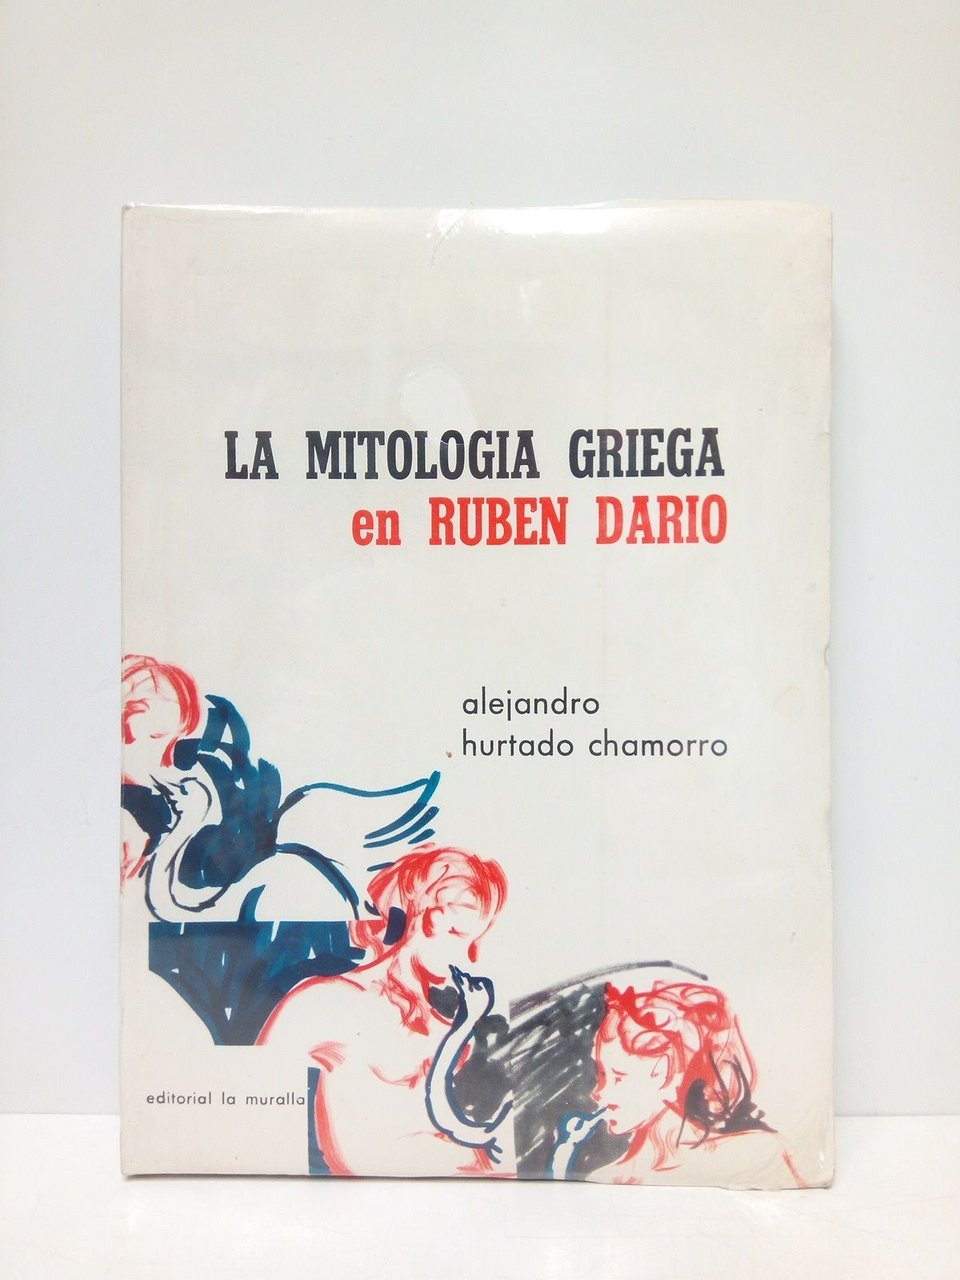 LA MITOLOGIA GRIEGA
en RUBEN DARIO
alejandro
hurtado chamorro
editorial la muralla